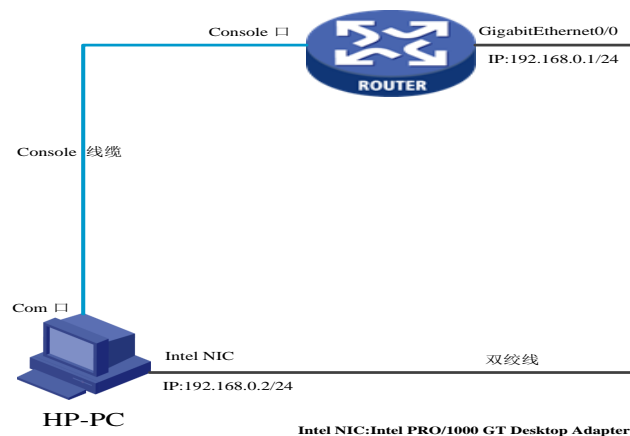 Console 口
GigabitEthernet0/0
IP:192.168.0.1/24
ROUTER
Console 线缆
Com 口
Intel NIC
双绞线
IP:192.168.0.2/24
HP-PC
Intel NIC:Intel PRO/1000 GT Desktop Adapter